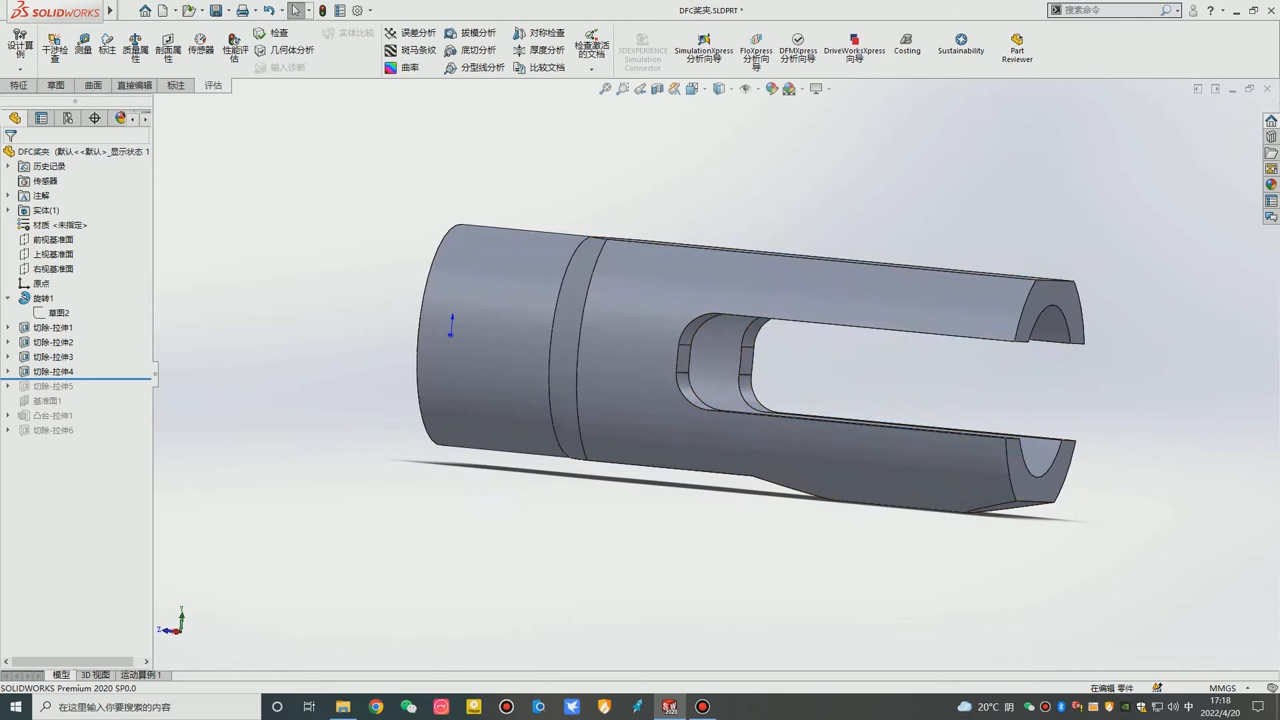 SOLIDWORKS
DFC桨夹.SLDPRT *
搜索命令
设计算例
干涉检查
测量
标注
质量属性
剖面属性
传感器
性能评估
检查
几何体分析
输入诊断
实体比较
误差分析
斑马条纹
曲率
拔模分析
底切分析
分型线分析
对称检查
厚度分析
比较文档
检查激活的文档
3DEXPERIENCE Simulation Connector
SimulationXpress 分析向导
FloXpress 分析向导
DFMXpress 分析向导
DriveWorksXpress 向导
Costing
Sustainability
Part Reviewer
特征
草图
曲面
直接编辑
标注
评估
DFC桨夹 (默认<<默认>_显示状态 1
历史记录
传感器
注解
实体(1)
材质 <未指定>
前视基准面
上视基准面
右视基准面
原点
旋转1
草图2
切除-拉伸1
切除-拉伸2
切除-拉伸3
切除-拉伸4
切除-拉伸5
基准面1
凸台-拉伸1
切除-拉伸6
Y
Z
模型
3D 视图
运动算例 1
SOLIDWORKS Premium 2020 SP0.0
在编辑 零件
MMGS
在这里输入你要搜索的内容
20°C 阴
中
17:18
2022/4/20